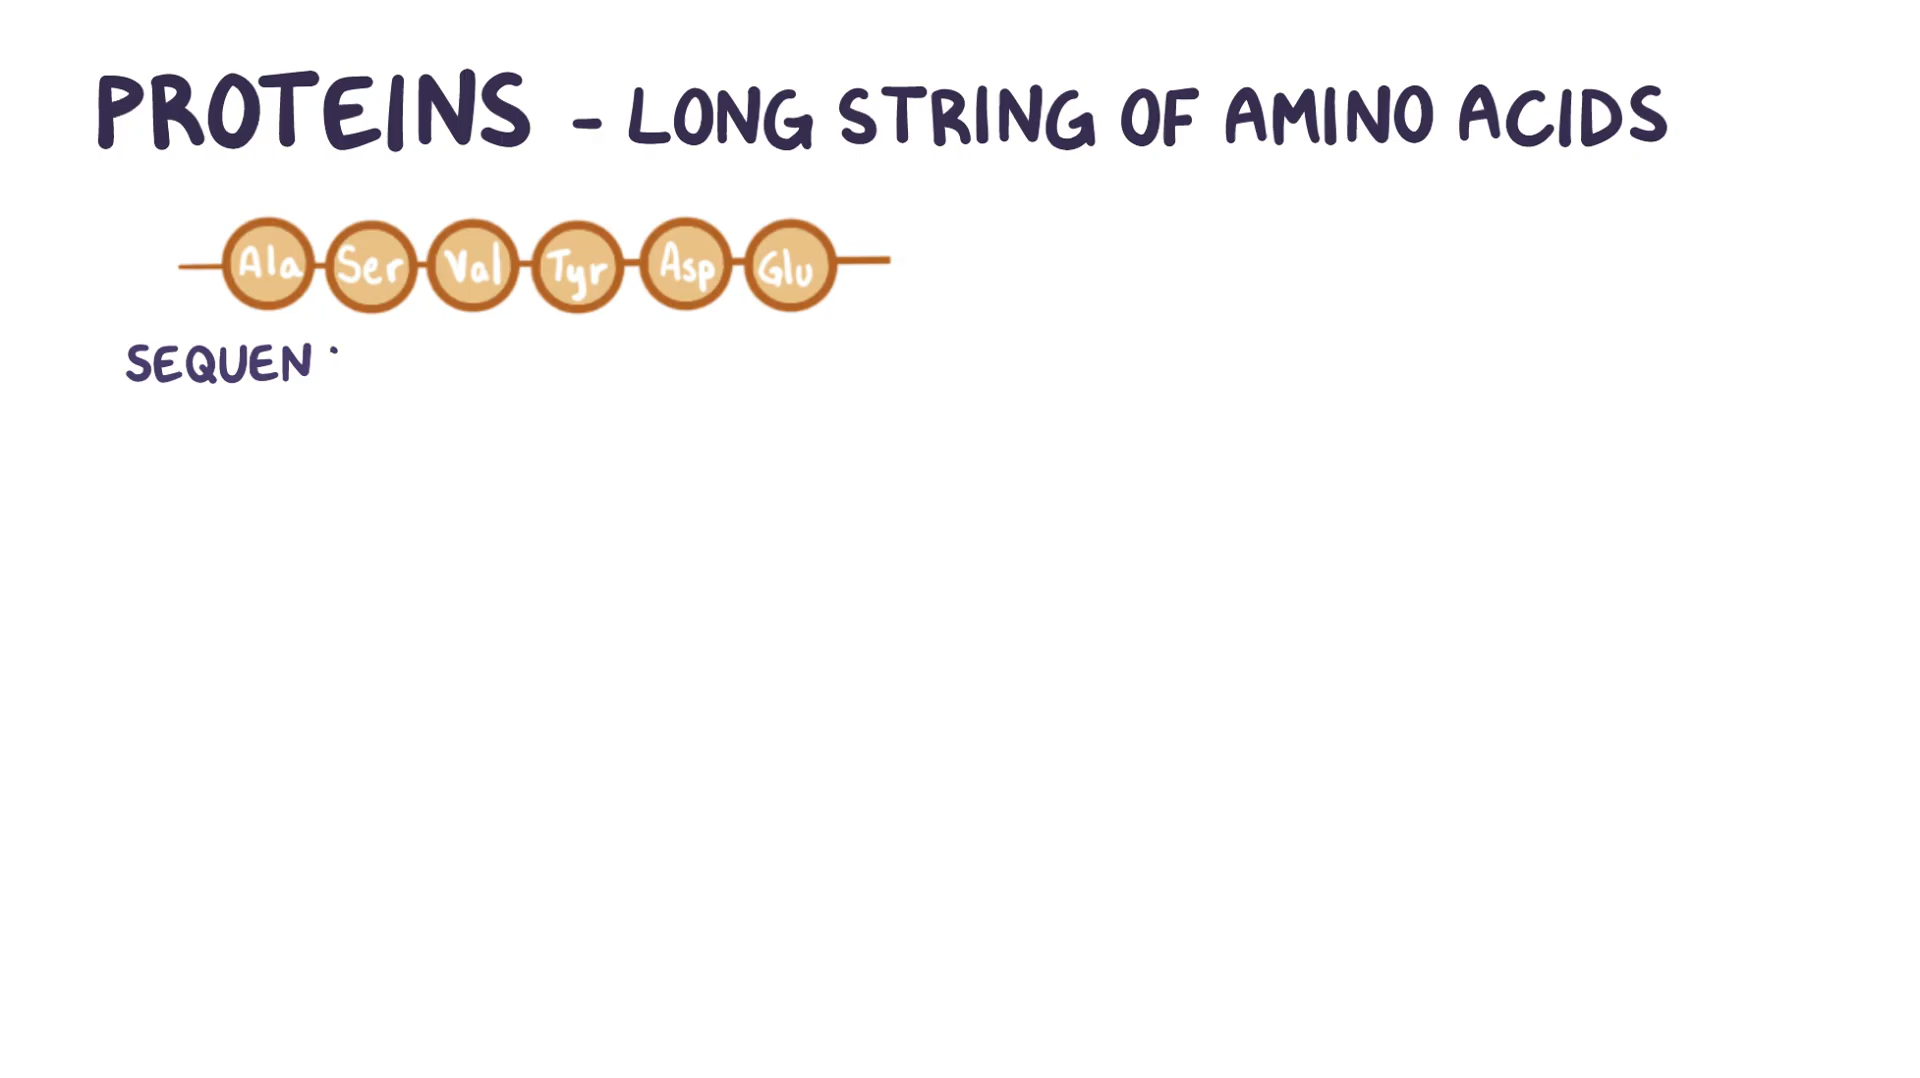 PROTEINS - LONG STRING OF AMINO ACIDS
Ala Ser Val Tyr Asp Glu
SEQUEN